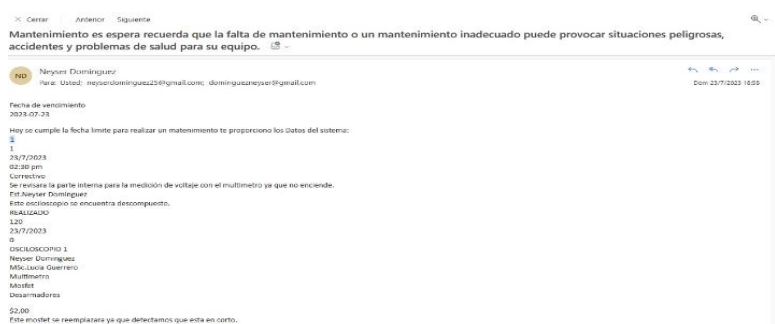 Cerrar Anterior Siguiente
Mantenimiento es espera recuerda que la falta de mantenimiento o un mantenimiento inadecuado puede provocar situaciones peligrosas,
accidentes y problemas de salud para su equipo.
ND
Neyser Dominguez
Para: Usted; neyserdominguez25@gmail.com; dominguezneyser@gmail.com
Dom 23/7/2023 18:55
Fecha de vencimiento
2023-07-23
Hoy se cumple la fecha limite para realizar un matenimiento te proporciono los Datos del sistema:
1
1
23/7/2023
02:30 pm
Correctivo
Se revisara la parte interna para la medición de voltaje con el multimetro ya que no enciende.
Est.Neyser Dominguez
Este osciloscopio se encuentra descompuesto.
REALIZADO
120
23/7/2023
0
OSCILOSCOPIO 1
Neyser Dominguez
MSc.Lucia Guerrero
Multimetro
Mosfet
Desarmadores
$2,00
Este mosfet se reemplazara ya que detectamos que esta en corto.